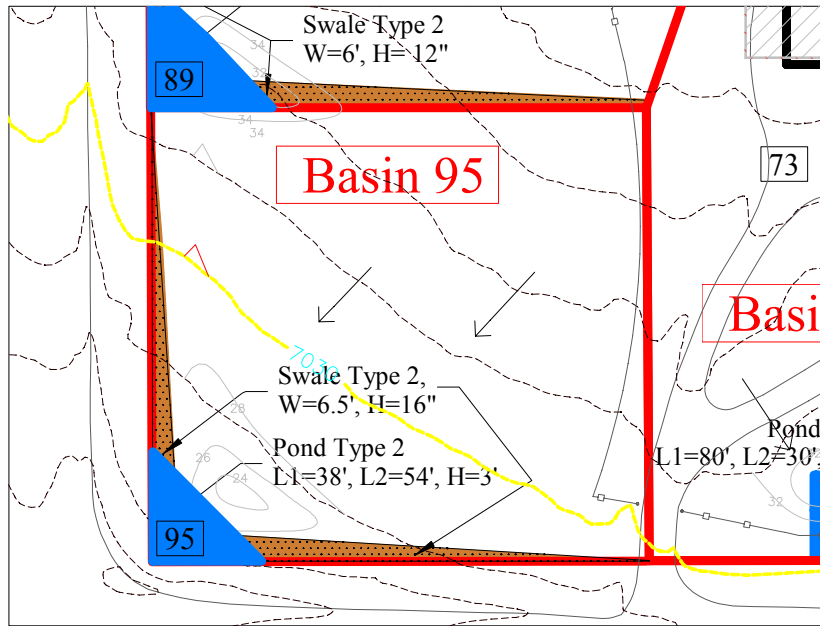 34
Swale Type 2
W=6', H= 12"
32
89
34
34
Basin 95
73
Basi
7030
Swale Type 2,
W=6.5', H=16"
28
Pond Type 2
L1=38', L2=54', H=3'
26
24
Pond
L1=80', L2=30',
32
95